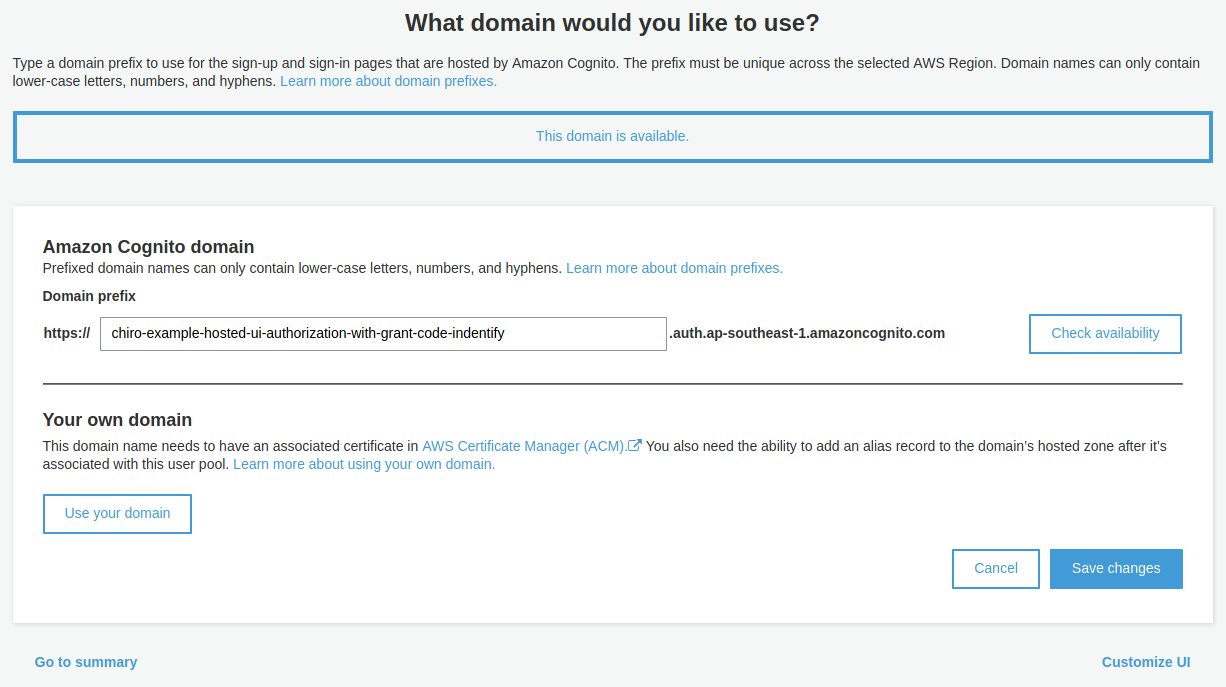 What domain would you like to use?
Type a domain prefix to use for the sign-up and sign-in pages that are hosted by Amazon Cognito. The prefix must be unique across the selected AWS Region. Domain names can only contain
lower-case letters, numbers, and hyphens. Learn more about domain prefixes.
This domain is available.
Amazon Cognito domain
Prefixed domain names can only contain lower-case letters, numbers, and hyphens. Learn more about domain prefixes.
Domain prefix
https:// chiro-example-hosted-ui-authorization-with-grant-code-indentify .auth.ap-southeast-1.amazoncognito.com Check availability
Your own domain
This domain name needs to have an associated certificate in AWS Certificate Manager (ACM). You also need the ability to add an alias record to the domain's hosted zone after it's
associated with this user pool. Learn more about using your own domain.
Use your domain
Cancel Save changes
Go to summary Customize UI